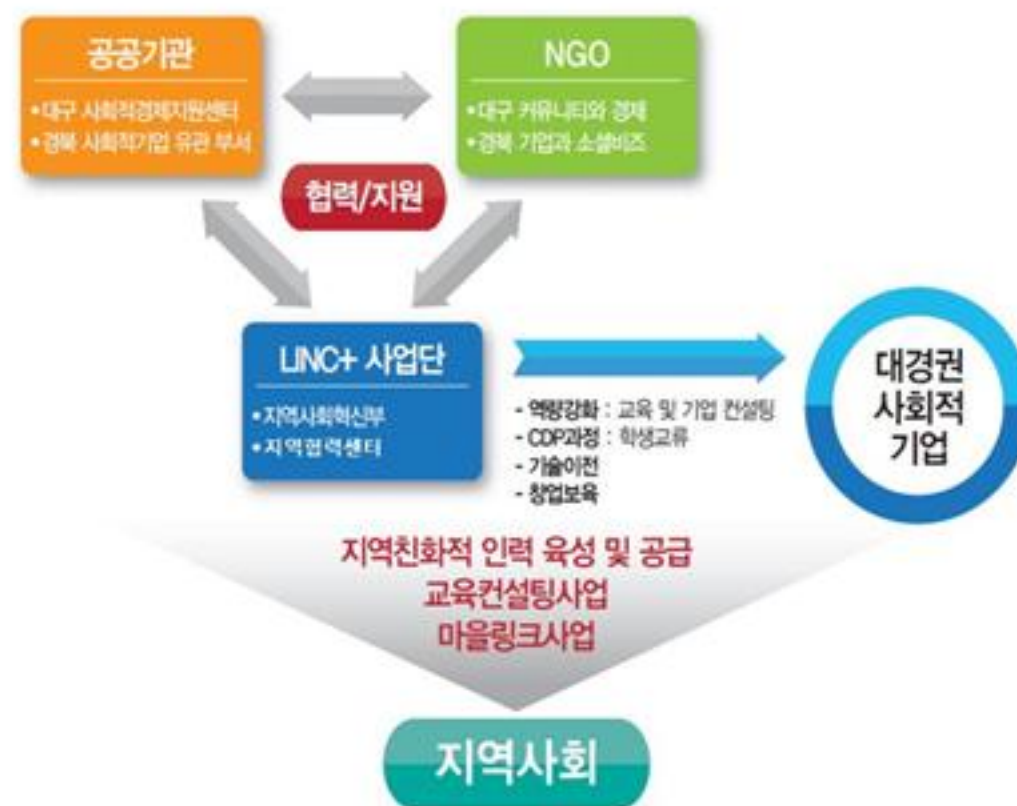 공공기관
• 대구 사회적경제지원센터
• 경북 사회적기업 유관 부서
NGO
• 대구 커뮤니티와 경제
• 경북 기업과 소셜비즈
협력/지원
LINC+ 사업단
• 지역사회혁신부
• 지역협력센터
- 역량강화 : 교육 및 기업 컨설팅
- CDP과정 : 학생교류
- 기술이전
- 창업보육
대경권
사회적
기업
지역친화적 인력 육성 및 공급
교육컨설팅사업
마을링크사업
지역사회